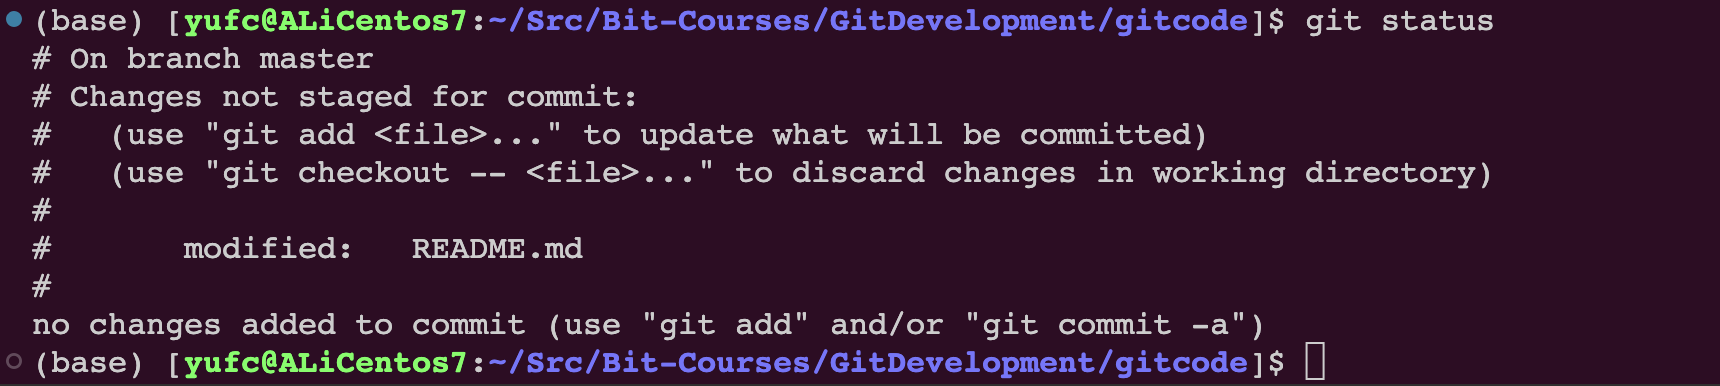 (base) [yufc@ALiCentos7:~/Src/Bit-Courses/GitDevelopment/gitcode]$ git status
# On branch master
# Changes not staged for commit:
#   (use "git add <file>..." to update what will be committed)
#   (use "git checkout -- <file>..." to discard changes in working directory)
#
#       modified:   README.md
#
no changes added to commit (use "git add" and/or "git commit -a")
(base) [yufc@ALiCentos7:~/Src/Bit-Courses/GitDevelopment/gitcode]$